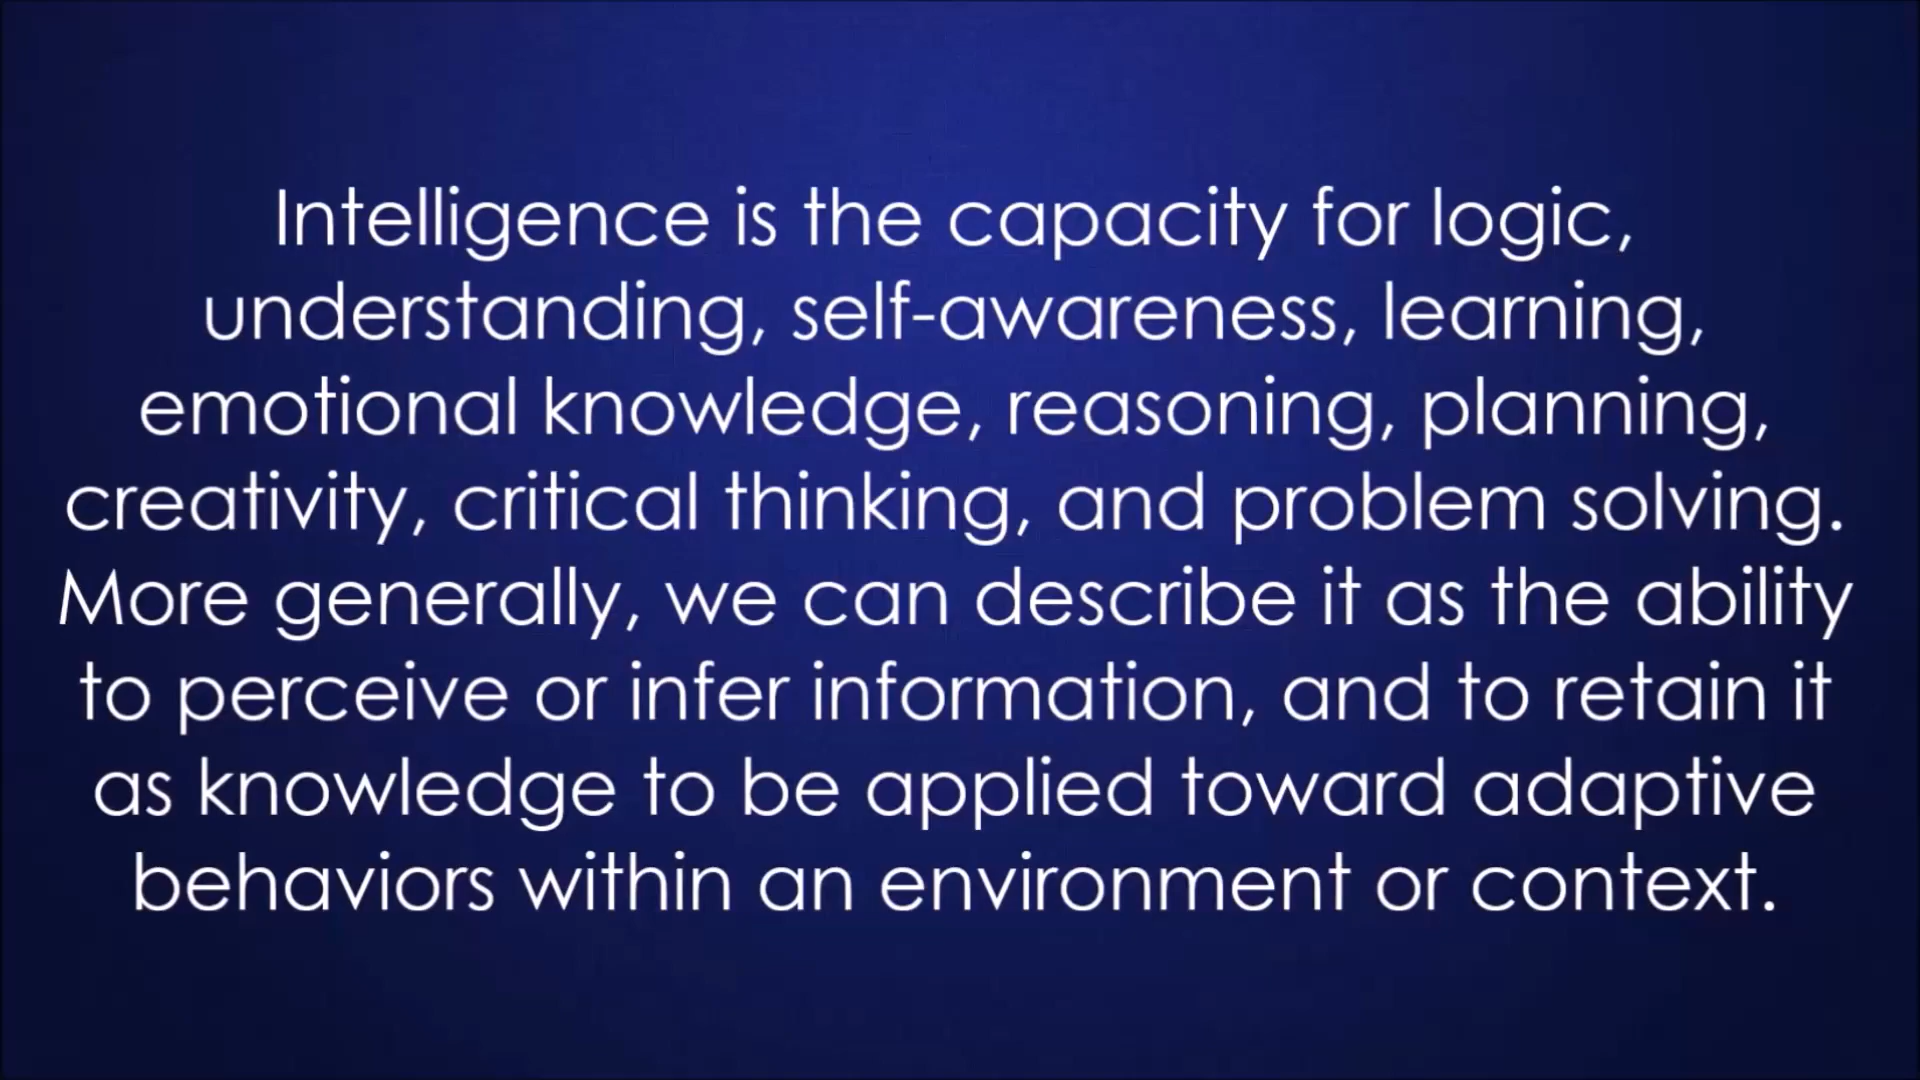 Intelligence is the capacity for logic,
understanding, self-awareness, learning,
emotional knowledge, reasoning, planning,
creativity, critical thinking, and problem solving.
More generally, we can describe it as the ability
to perceive or infer information, and to retain it
as knowledge to be applied toward adaptive
behaviors within an environment or context.